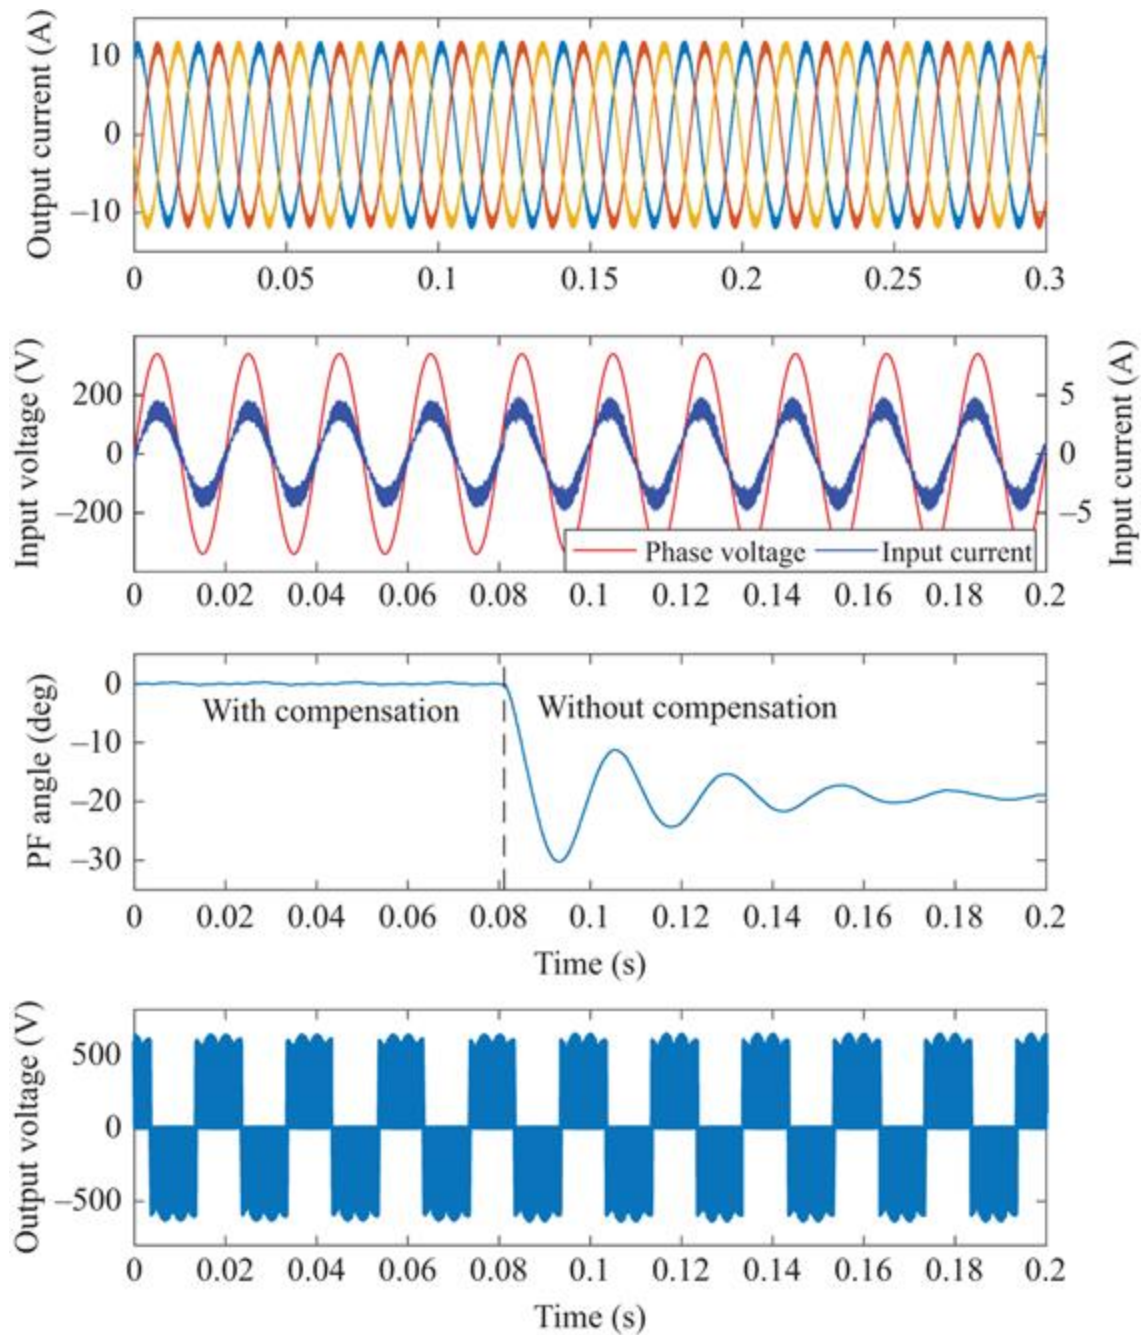 Output current (A)
10
0
–10
0 0.05 0.1 0.15 0.2 0.25 0.3
Input voltage (V)
200
0
–200
5
0
–5
Input current (A)
Phase voltage Input current
0 0.02 0.04 0.06 0.08 0.1 0.12 0.14 0.16 0.18 0.2
PF angle (deg)
0
–10
–20
–30
With compensation
Without compensation
0 0.02 0.04 0.06 0.08 0.1 0.12 0.14 0.16 0.18 0.2
Time (s)
Output voltage (V)
500
0
–500
0 0.02 0.04 0.06 0.08 0.1 0.12 0.14 0.16 0.18 0.2
Time (s)